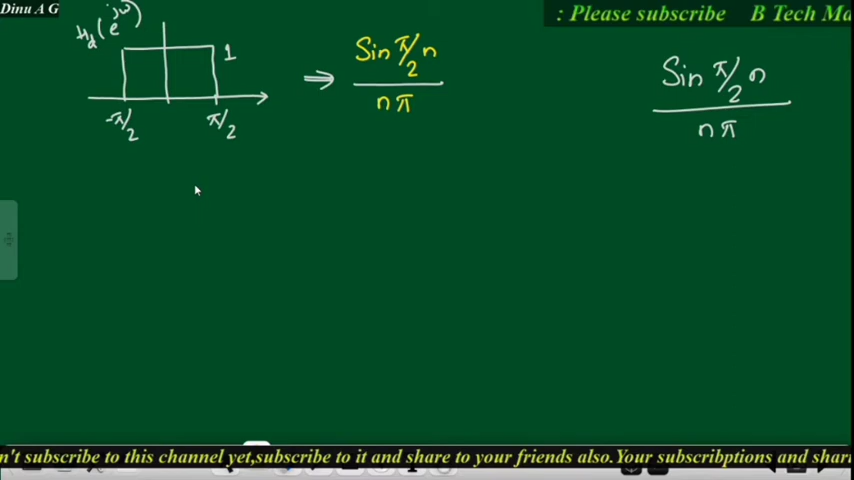 Dinu A G
: Please subscribe B Tech Ma
Hd(e^jω)
1
-π/2
π/2
⇒ Sin π/2 n
nπ
Sin π/2 n
nπ
n't subscribe to this channel yet,subscribe to it and share to your friends also.Your subscribptions and shari